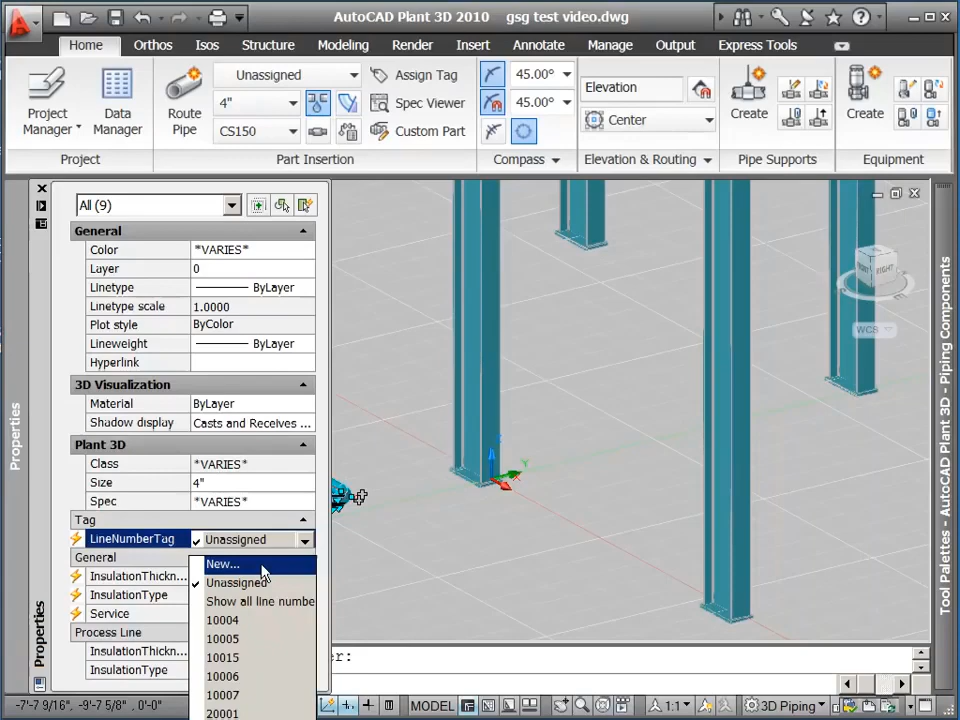 AutoCAD Plant 3D 2010 gsg test video.dwg
Home Orthos Isos Structure Modeling Render Insert Annotate Manage Output Express Tools
Unassigned Assign Tag 45.00° Elevation
4" Spec Viewer 45.00° Center
Project Manager Data Manager Route Pipe CS150 Custom Part Create Create
Project Part Insertion Compass Elevation & Routing Pipe Supports Equipment
All (9)
General
Color *VARIES*
Layer 0
Linetype ByLayer
Linetype scale 1.0000
Plot style ByColor
Lineweight ByLayer
Hyperlink
3D Visualization
Material ByLayer
Shadow display Casts and Receives ...
Plant 3D
Class *VARIES*
Size 4"
Spec *VARIES*
Tag
LineNumberTag Unassigned
General
New...
InsulationThickn...
Unassigned
InsulationType
Show all line numbe
Service
10004
Process Line
10005
InsulationThickn...
10015
InsulationType
10006
10007
20001
Properties
Properties
RIGHT
WCS
Y
er:
Tool Palettes - AutoCAD Plant 3D - Piping Components
-7'-7 9/16", -9'-7 5/8" , 0'-0" MODEL 1:1 3D Piping